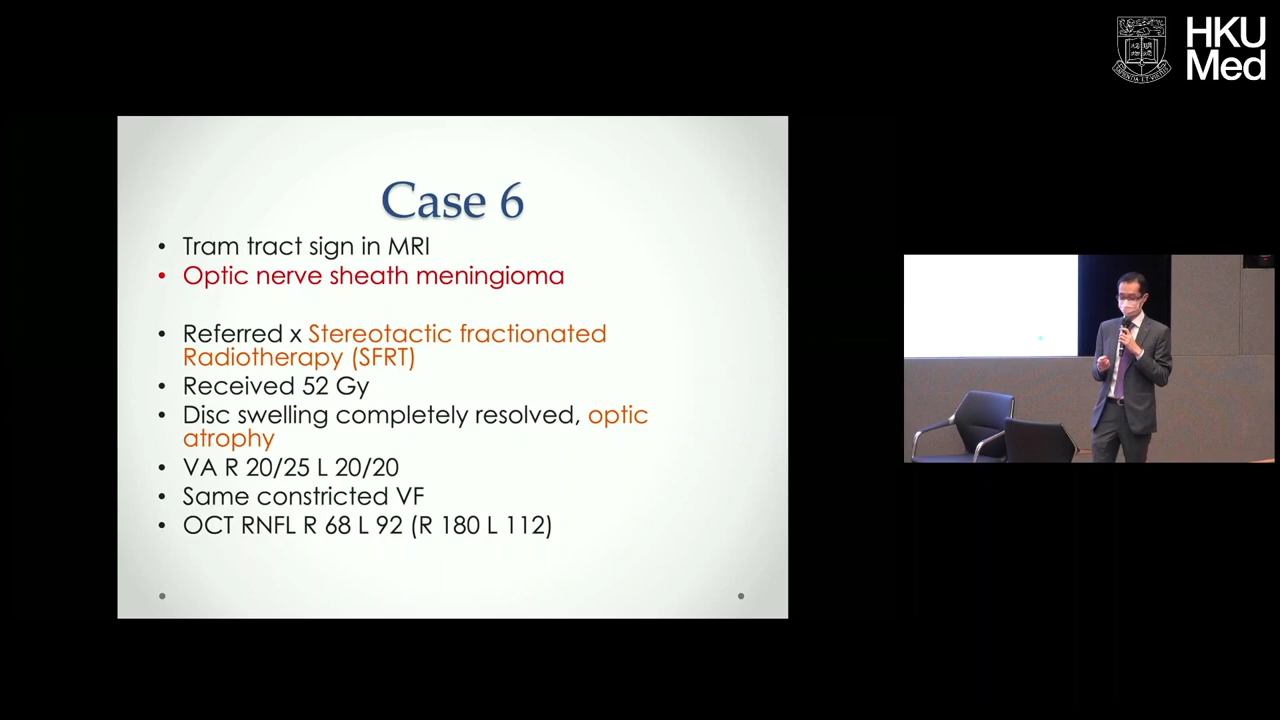 HKU
Med
Case 6
• Tram tract sign in MRI
• Optic nerve sheath meningioma
• Referred x Stereotactic fractionated
Radiotherapy (SFRT)
• Received 52 Gy
• Disc swelling completely resolved, optic
atrophy
• VA R 20/25 L 20/20
• Same constricted VF
• OCT RNFL R 68 L 92 (R 180 L 112)